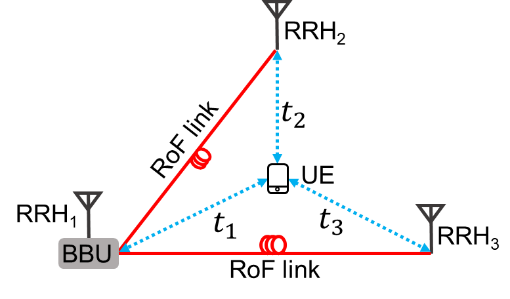 RRH₂
RoF link
t₂
UE
RRH₁
t₁
t₃
RRH₃
BBU
RoF link